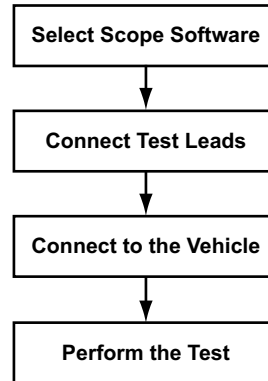 Select Scope Software
Connect Test Leads
Connect to the Vehicle
Perform the Test